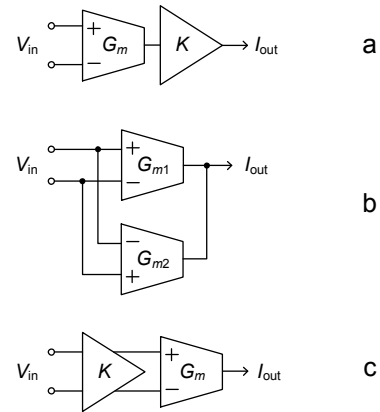 +
V_in G_m K I_out a
−
+
V_in G_m1 I_out b
−
−
G_m2
+
+
V_in K G_m I_out c
−